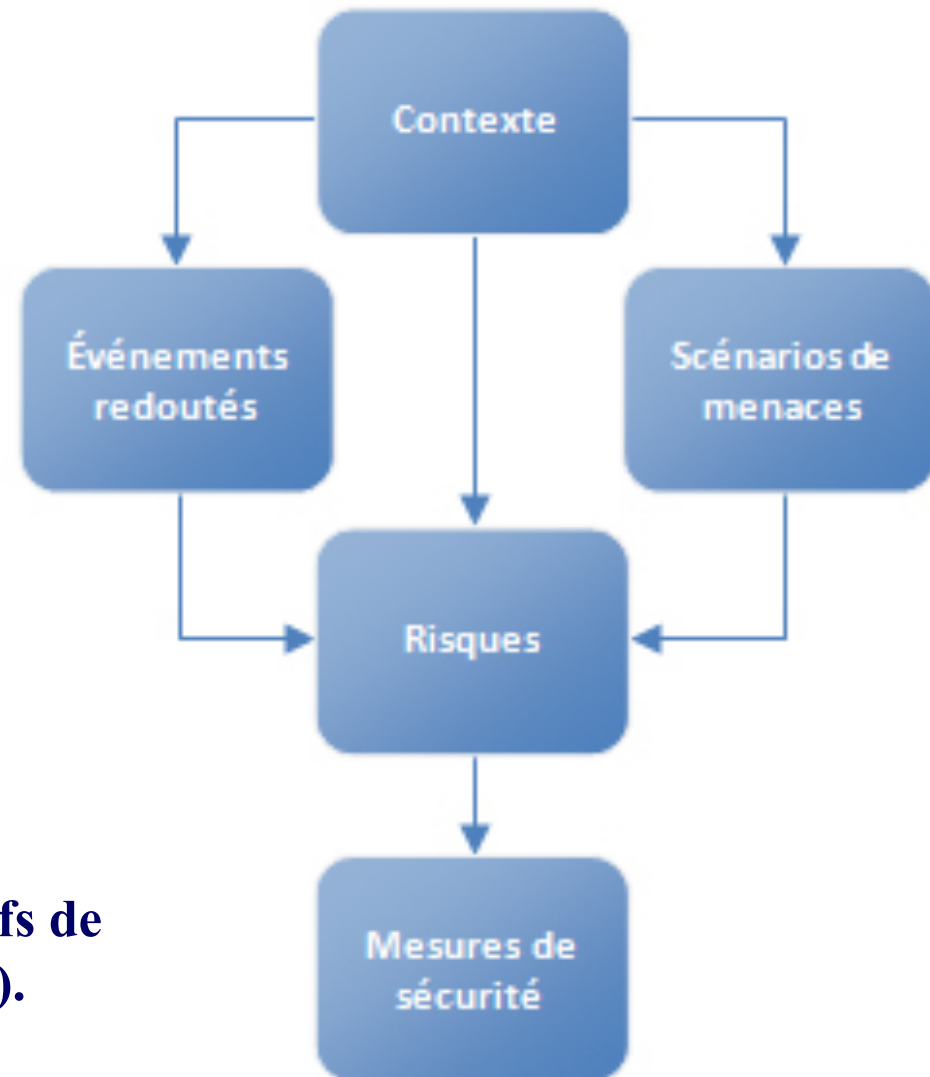 Contexte
Événements
redoutés
Scénarios de
menaces
Risques
fs de
).
Mesures de
sécurité